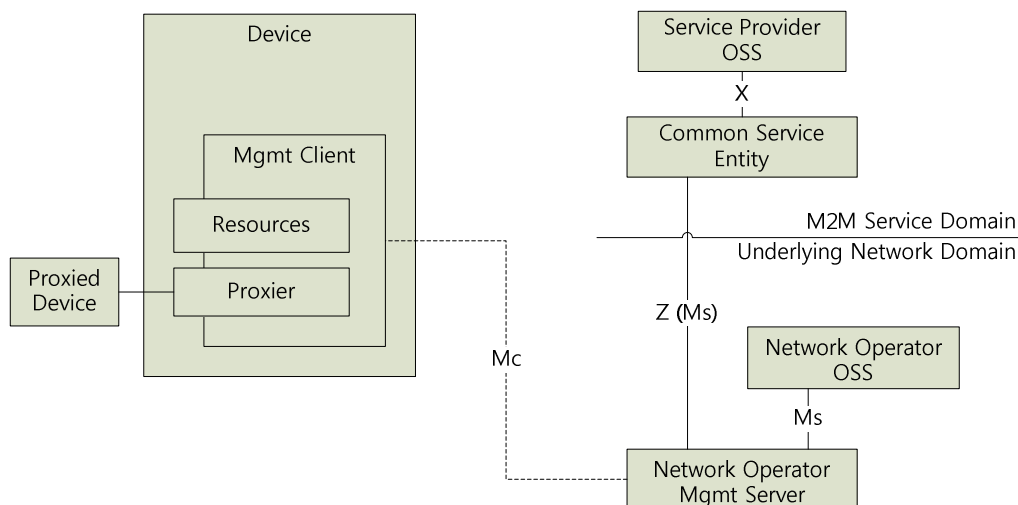 Device
Mgmt Client
Resources
Proxier
Proxied
Device
Mc
Service Provider
OSS
X
Common Service
Entity
M2M Service Domain
Underlying Network Domain
Z (Ms)
Network Operator
OSS
Ms
Network Operator
Mgmt Server